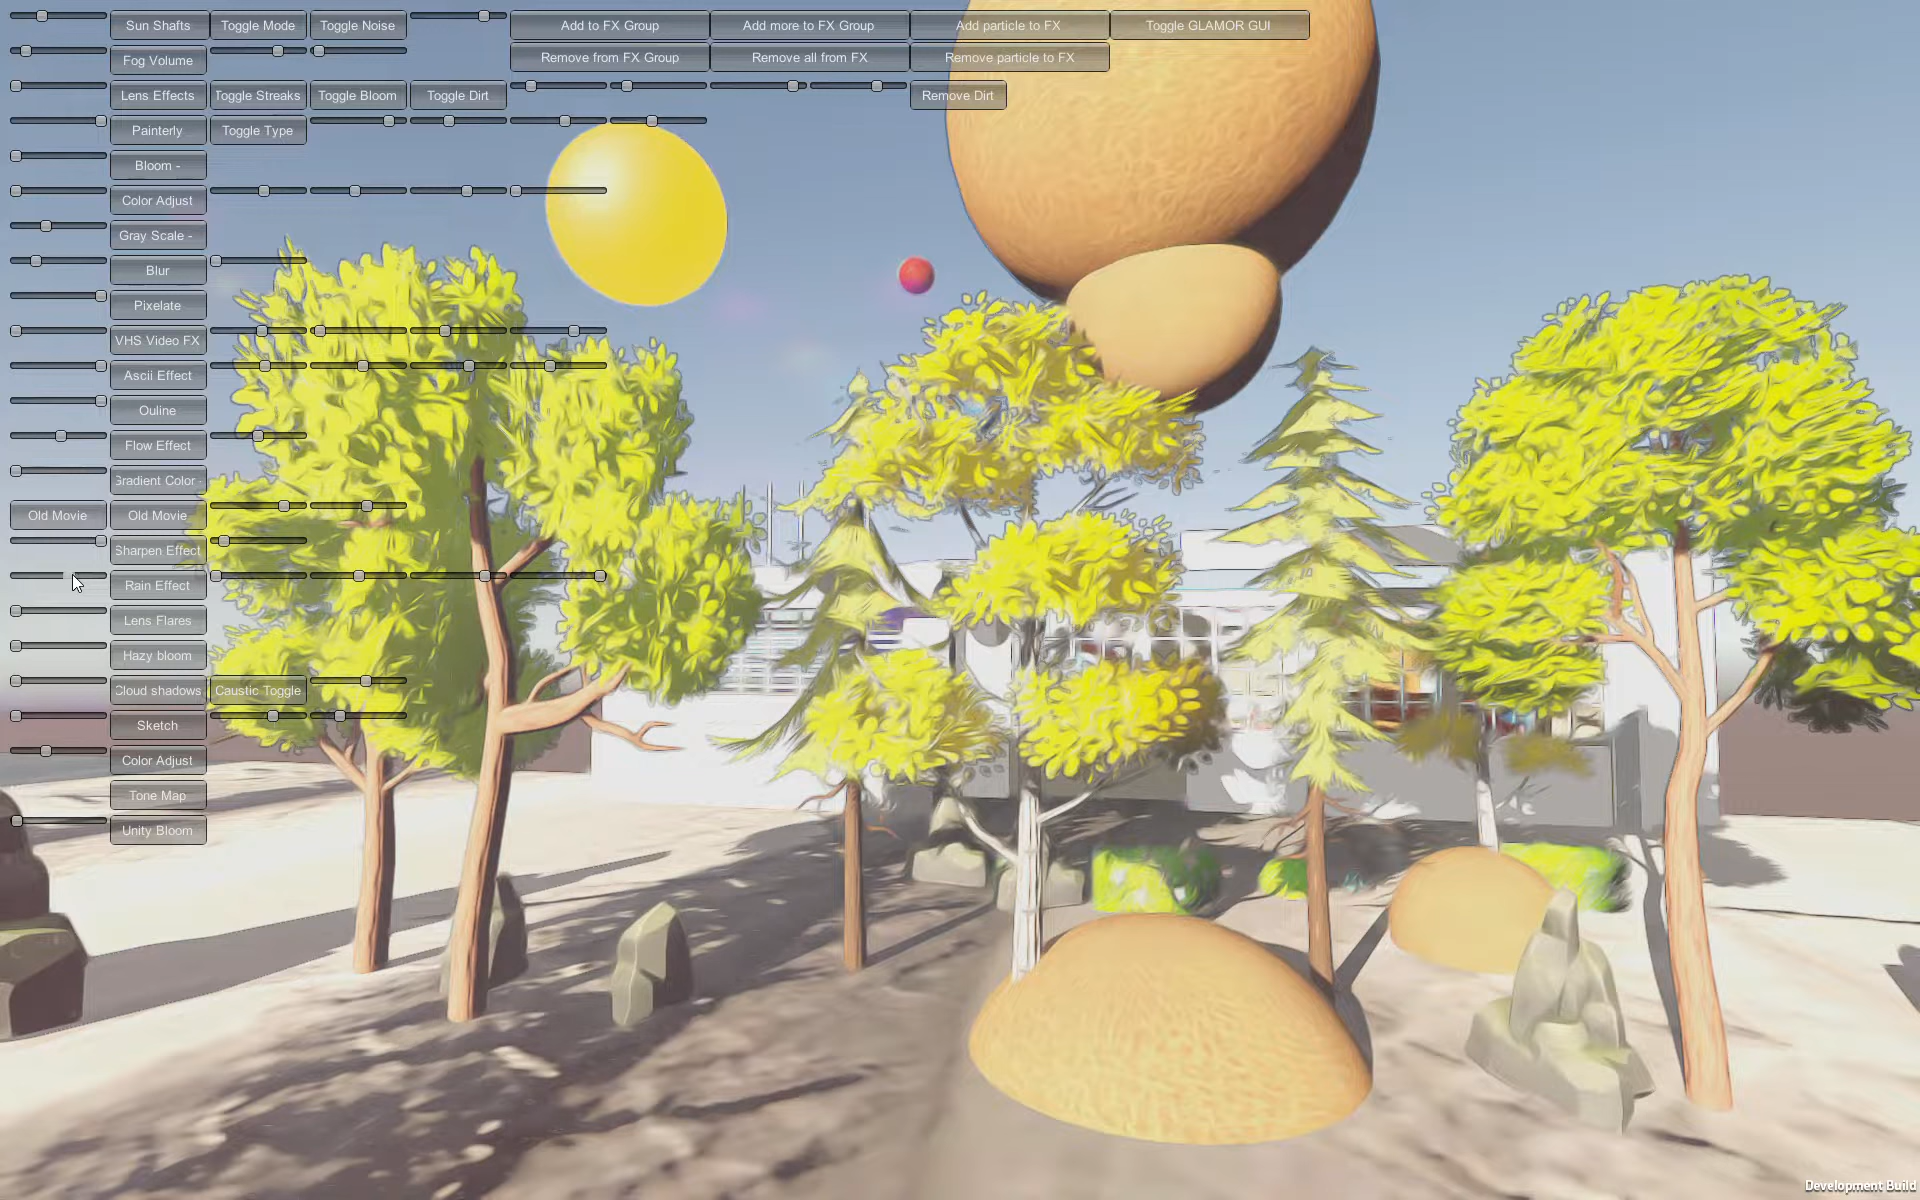 Sun Shafts Toggle Mode Toggle Noise Add to FX Group Add more to FX Group Add particle to FX Toggle GLAMOR GUI
Fog Volume Remove from FX Group Remove all from FX Remove particle to FX
Lens Effects Toggle Streaks Toggle Bloom Toggle Dirt Remove Dirt
Painterly Toggle Type
Bloom -
Color Adjust
Gray Scale -
Blur
Pixelate
VHS Video FX
Ascii Effect
Ouline
Flow Effect
Gradient Color -
Old Movie Old Movie
Sharpen Effect
Rain Effect
Lens Flares
Hazy bloom
Cloud shadows Caustic Toggle
Sketch
Color Adjust
Tone Map
Unity Bloom
Development Build